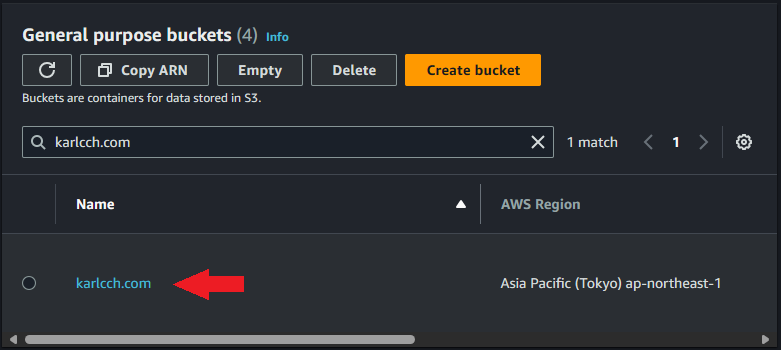 General purpose buckets (4) Info
Copy ARN Empty Delete Create bucket
Buckets are containers for data stored in S3.
karlcch.com 1 match 1
Name AWS Region
karlcch.com Asia Pacific (Tokyo) ap-northeast-1